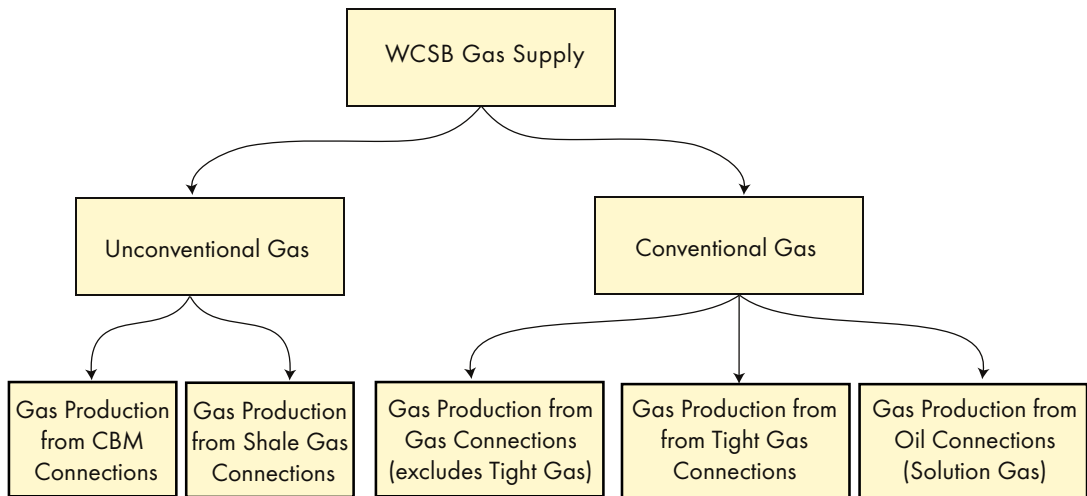 WCSB Gas Supply
Unconventional Gas
Conventional Gas
Gas Production
from CBM
Connections
Gas Production
from Shale Gas
Connections
Gas Production from
Gas Connections
(excludes Tight Gas)
Gas Production from
from Tight Gas
Connections
Gas Production from
Oil Connections
(Solution Gas)